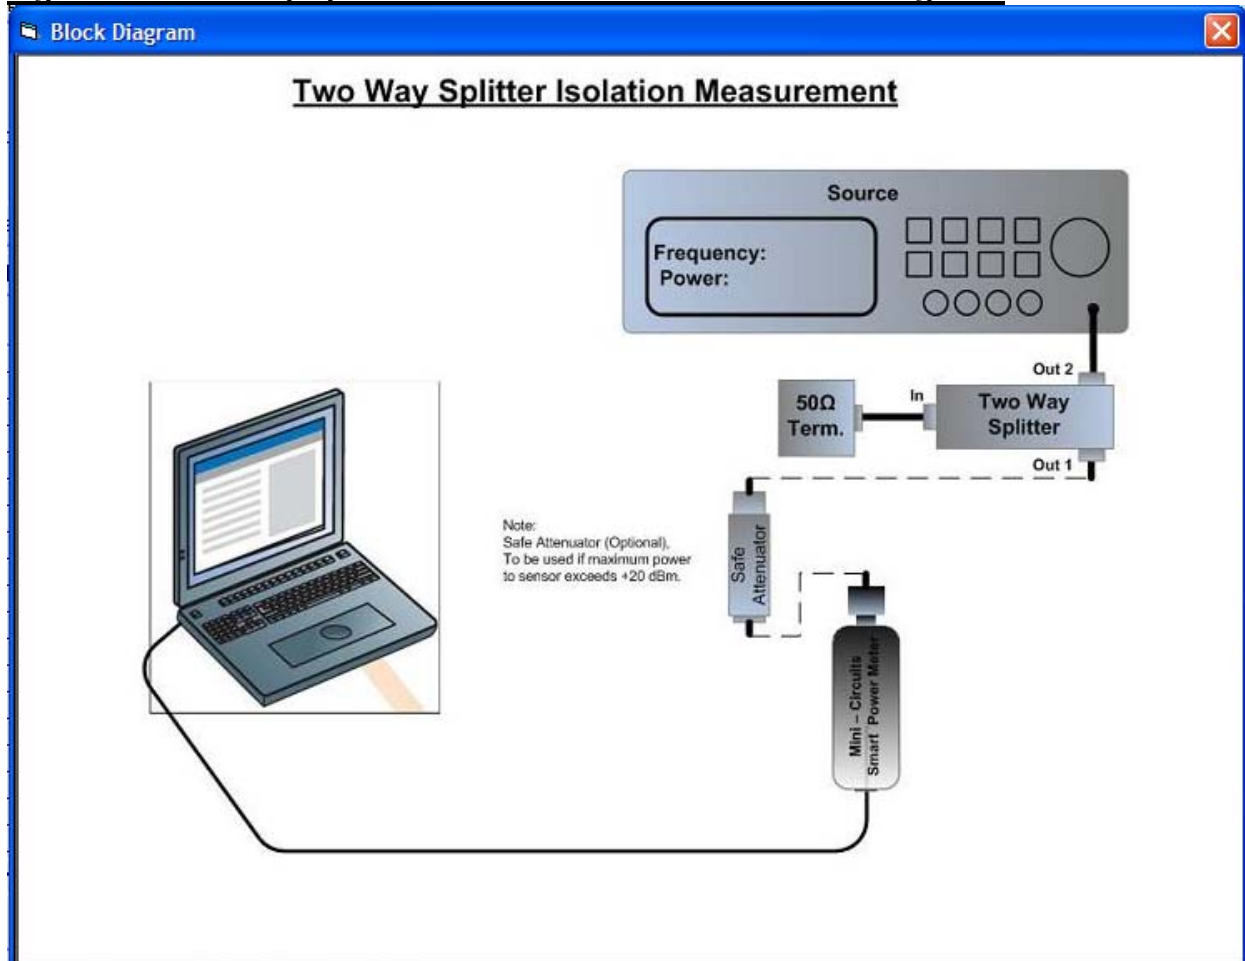 Block Diagram
Two Way Splitter Isolation Measurement
Source
Frequency:
Power:
Out 2
50Ω
Term.
In
Two Way
Splitter
Out 1
Note:
Safe Attenuator (Optional),
To be used if maximum power
to sensor exceeds +20 dBm.
Safe
Attenuator
Mini – Circuits
Smart Power Meter